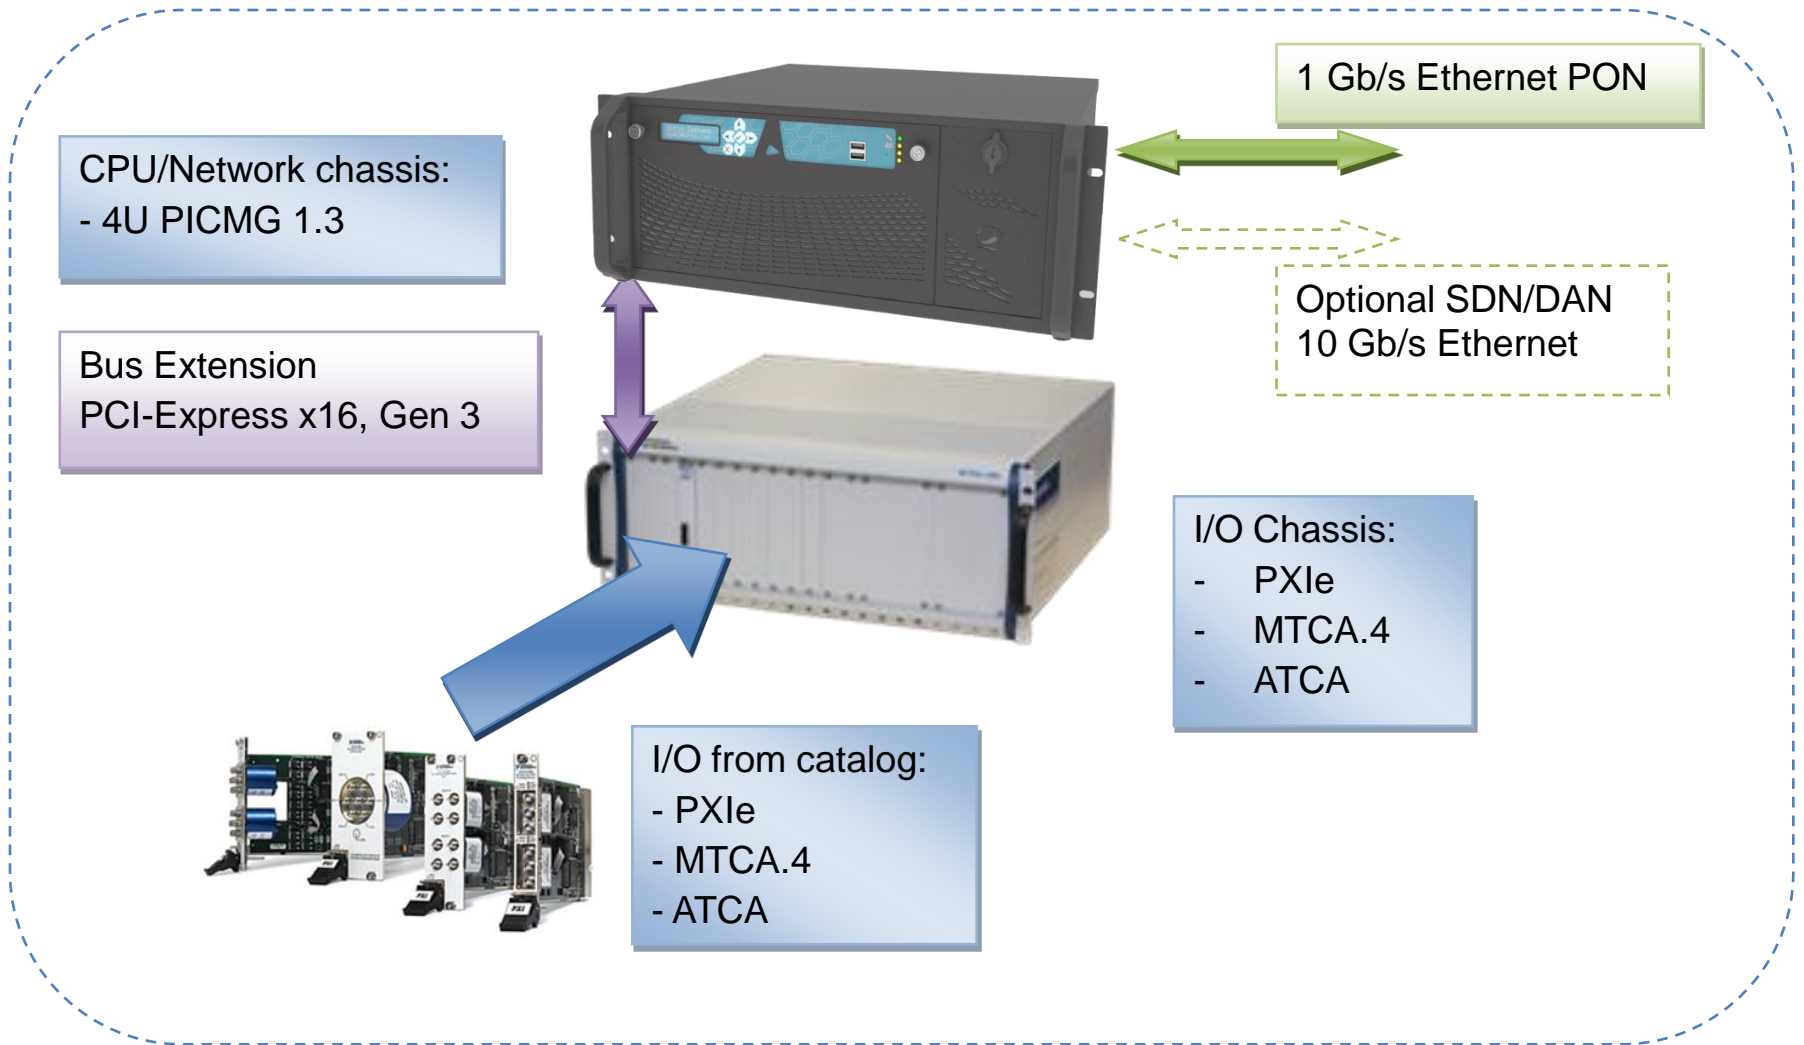 1 Gb/s Ethernet PON
CPU/Network chassis:
- 4U PICMG 1.3
Optional SDN/DAN
10 Gb/s Ethernet
Bus Extension
PCI-Express x16, Gen 3
I/O Chassis:
- PXIe
- MTCA.4
- ATCA
I/O from catalog:
- PXIe
- MTCA.4
- ATCA